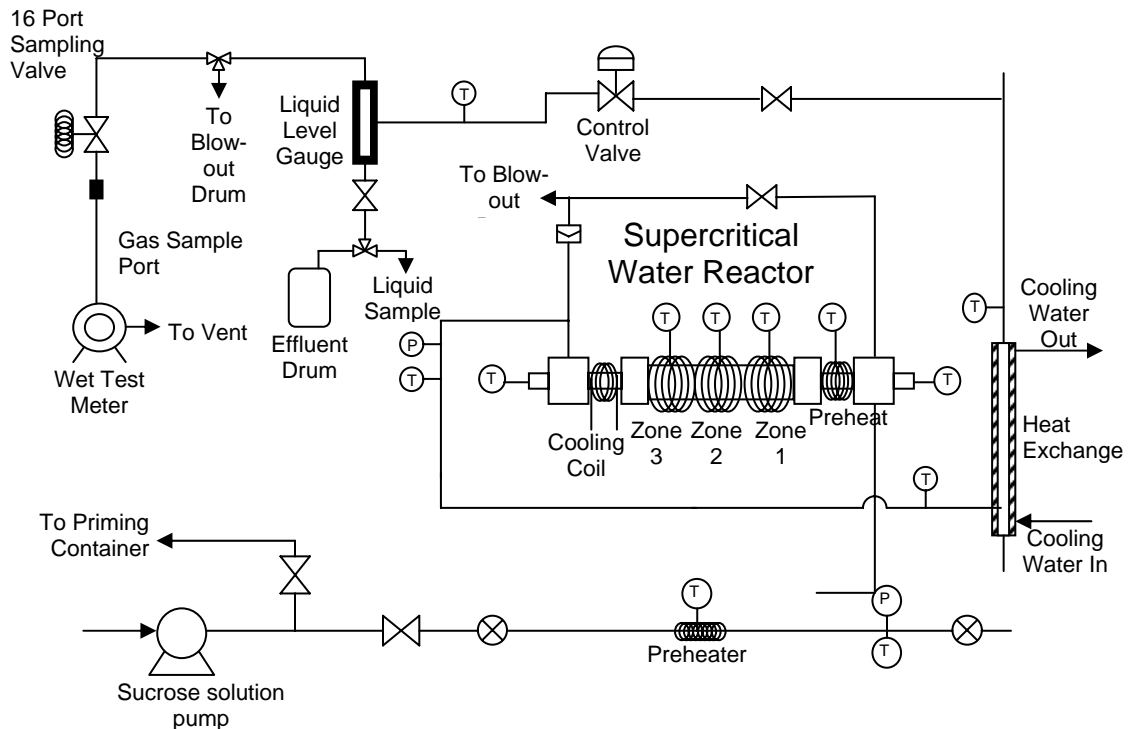 16 Port
Sampling
Valve
To
Blow-
out
Drum
Liquid
Level
Gauge
T
Control
Valve
To Blow-
out
Supercritical
Water Reactor
Gas Sample
Port
To Vent
Wet Test
Meter
Effluent
Drum
Liquid
Sample
P
T
T
T
T
T
T
T
T
Cooling
Water
Out
Cooling
Coil
Zone
3
Zone
2
Zone
1
Preheat
Heat
Exchange
T
Cooling
Water In
To Priming
Container
T
Preheater
P
T
Sucrose solution
pump